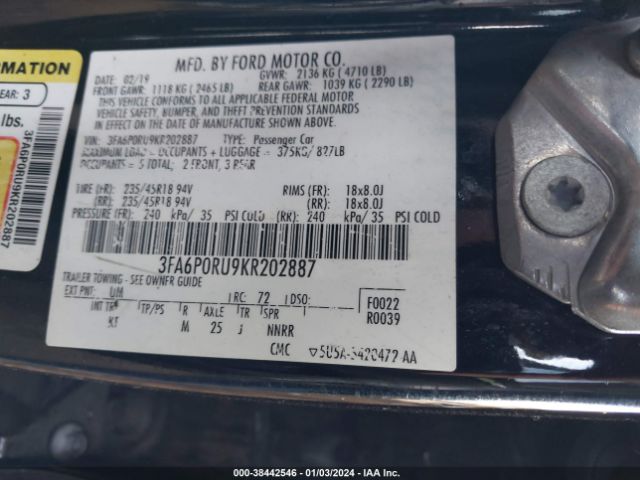 ORMATION
EAR: 3
lbs.
3FA6P0RU9KR202887
MFD. BY FORD MOTOR CO.
DATE: 02/19 GVWR: 2136 KG ( 4710 LB)
FRONT GAWR: 1118 KG ( 2465 LB) REAR GAWR: 1039 KG ( 2290 LB)
THIS VEHICLE CONFORMS TO ALL APPLICABLE FEDERAL MOTOR
VEHICLE SAFETY, BUMPER, AND THEFT PREVENTION STANDARDS
IN EFFECT ON THE DATE OF MANUFACTURE SHOWN ABOVE.
VIN: 3FA6P0RU9KR202887 TYPE: Passenger Car
MAXIMUM LOAD = OCCUPANTS + LUGGAGE = 375KG/ 827LB
OCCUPANTS = 5 TOTAL; 2 FRONT, 3 REAR
TIRE (FR): 235/45R18 94V RIMS (FR): 18x8.0J
(RR): 235/45R18 94V (RR): 18x8.0J
PRESSURE (FR): 240 kPa/ 35 PSI COLD (RR): 240 kPa/ 35 PSI COLD
3FA6P0RU9KR202887
TRAILER TOWING - SEE OWNER GUIDE
EXT PNT: UM RC: 72 DSO: F0022
INT TR TP/PS R AXLE TR SPR R0039
M 25 J NNRR
CMC 5U5A-3420472-AA
38442546 01/03/2024 IAA INC.